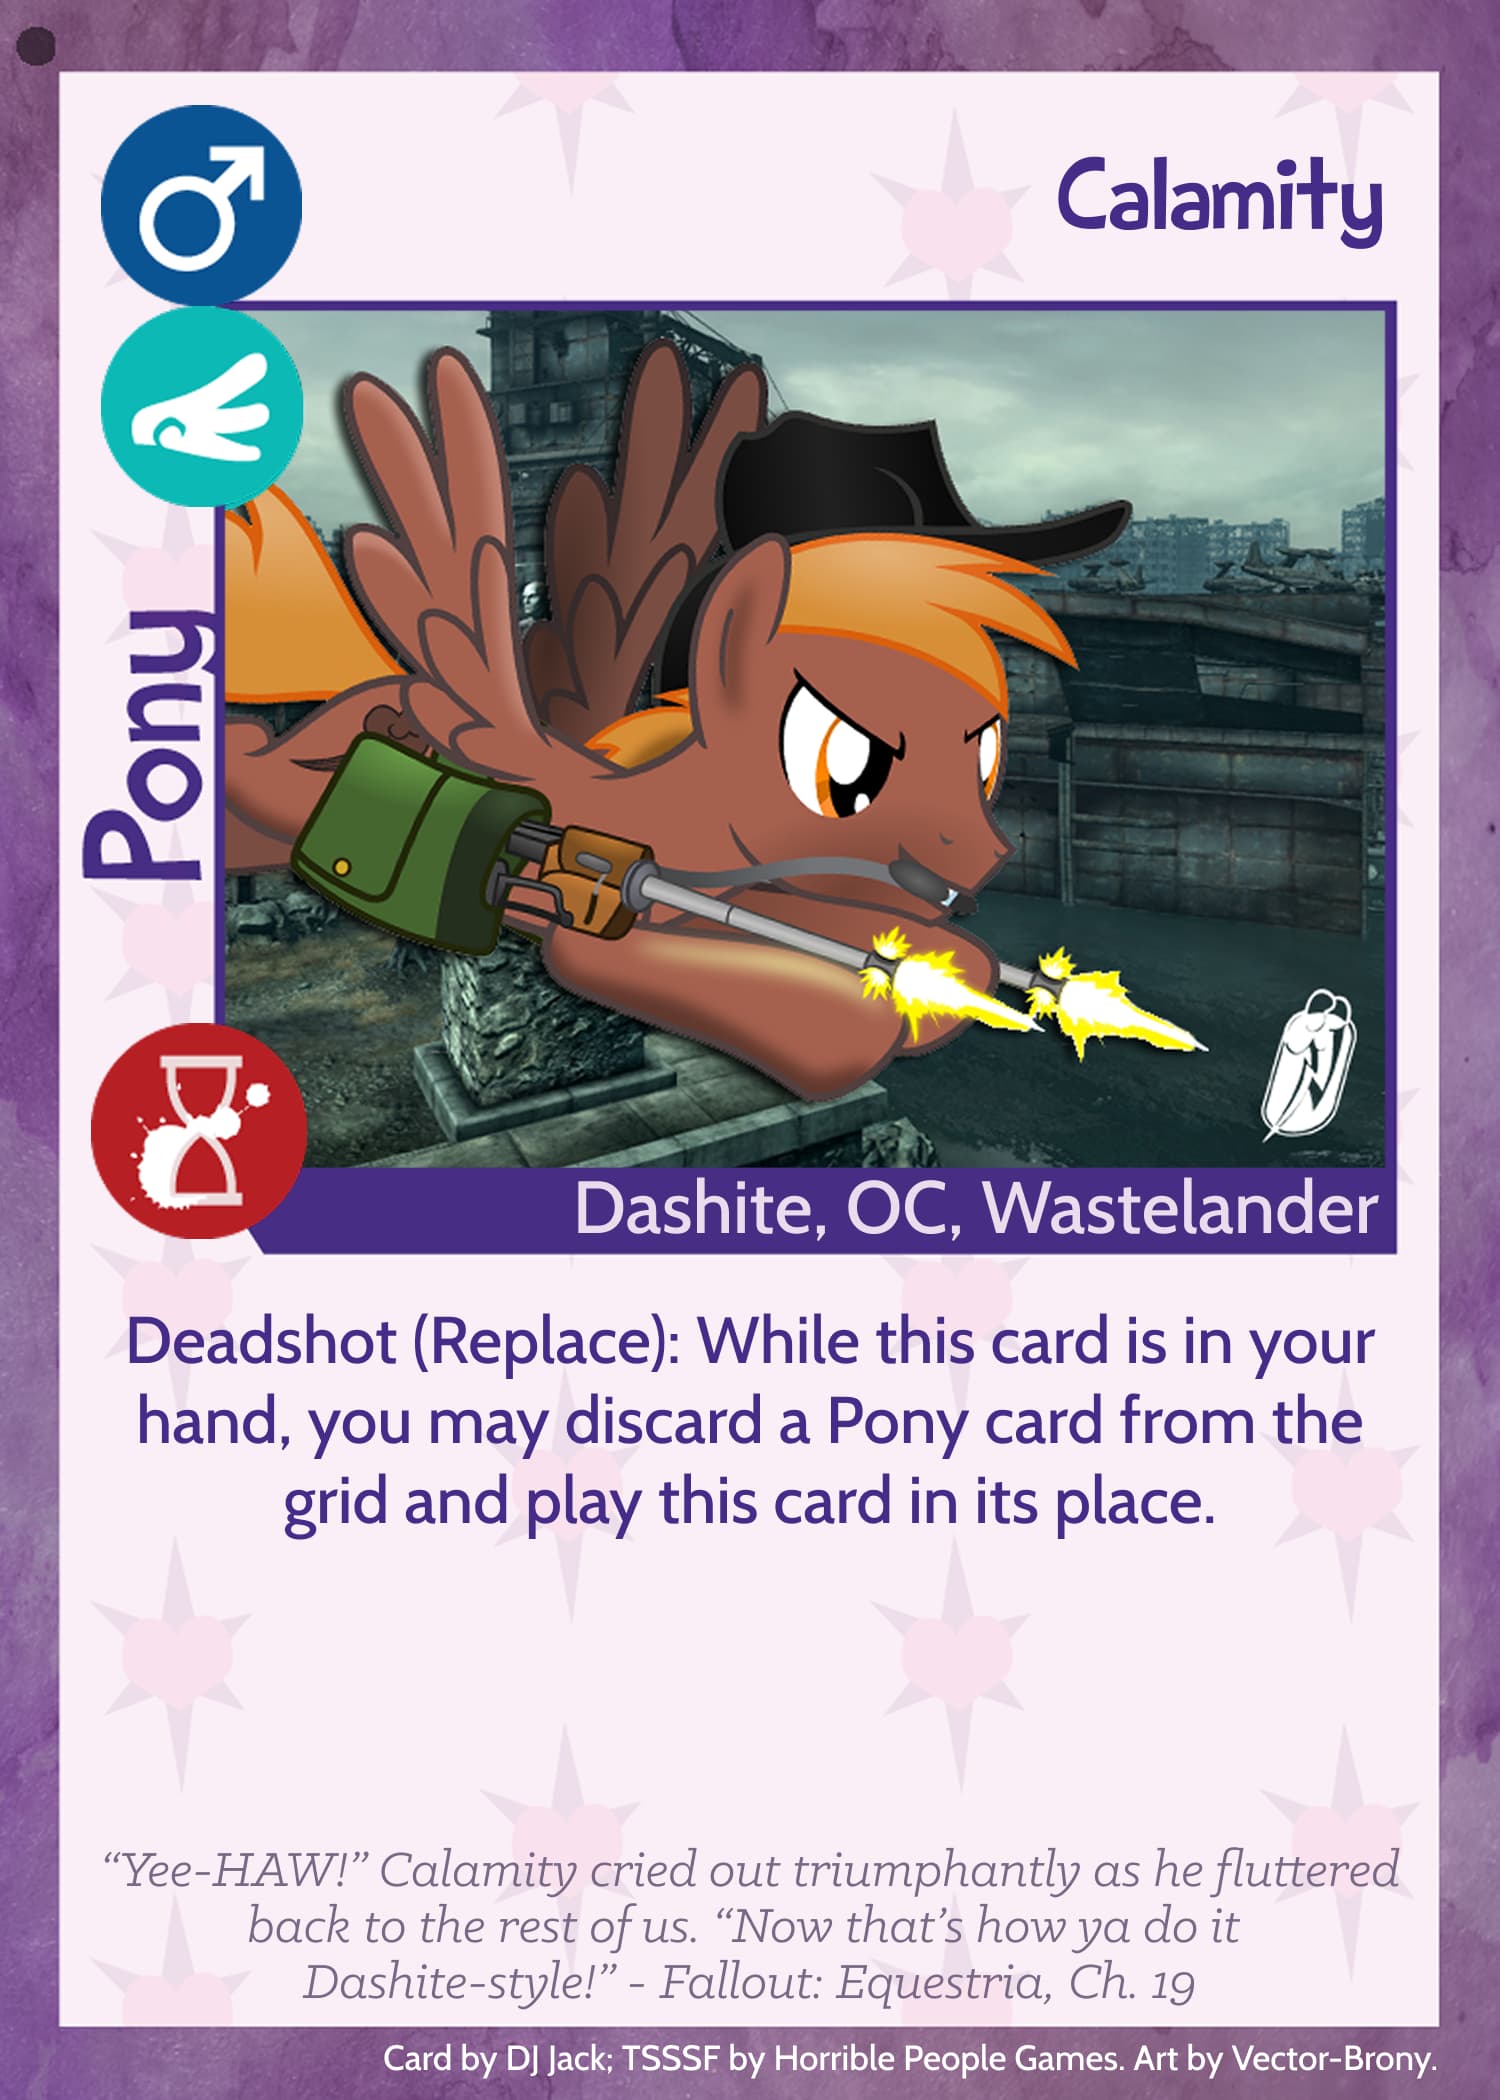 Calamity
Pony
Dashite, OC, Wastelander
Deadshot (Replace): While this card is in your
hand, you may discard a Pony card from the
grid and play this card in its place.
“Yee-HAW!” Calamity cried out triumphantly as he fluttered
back to the rest of us. “Now that’s how ya do it
Dashite-style!” - Fallout: Equestria, Ch. 19
Card by DJ Jack; TSSSF by Horrible People Games. Art by Vector-Brony.